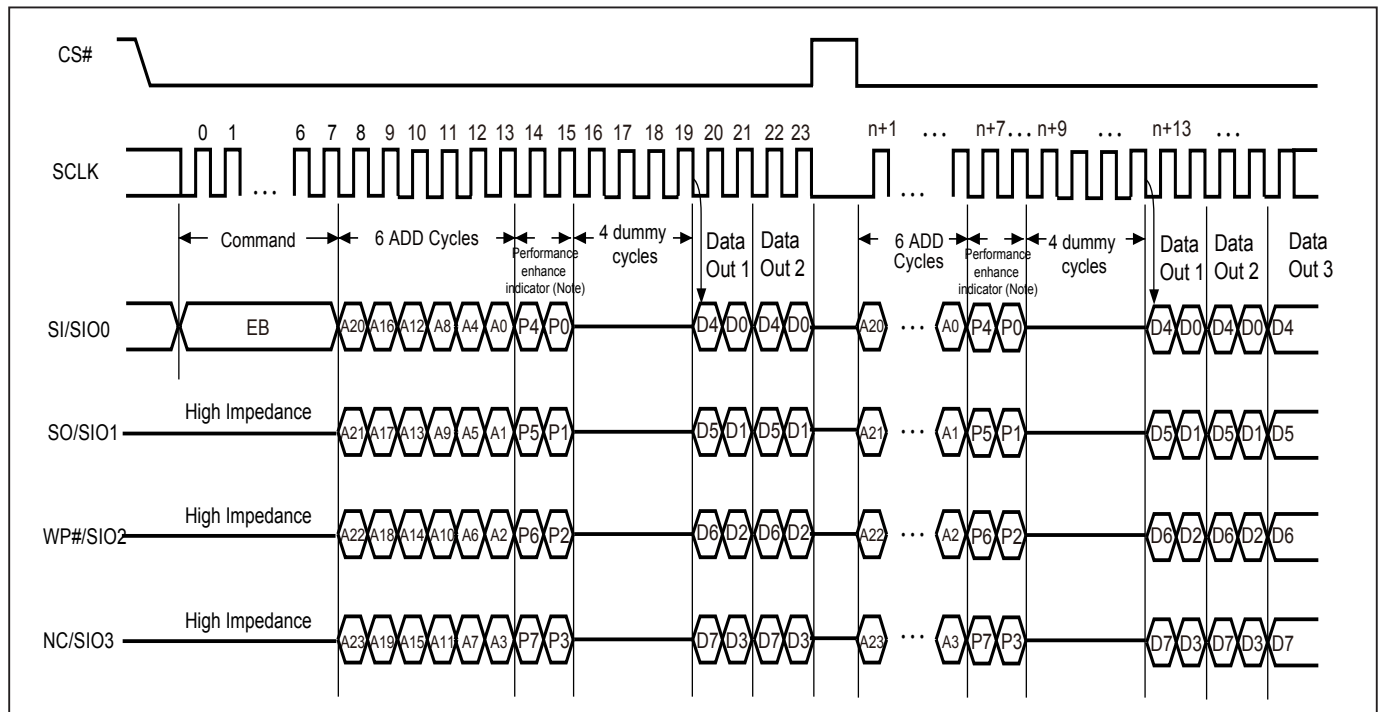 CS#
0 1 6 7 8 9 10 11 12 13 14 15 16 17 18 19 20 21 22 23 n+1 ... n+7... n+9 ... n+13 ...
SCLK
... ...
Command 6 ADD Cycles Performance enhance indicator (Note) 4 dummy cycles Data Out 1 Data Out 2 6 ADD Cycles Performance enhance indicator (Note) 4 dummy cycles Data Out 1 Data Out 2 Data Out 3
SI/SIO0 EB A20 A16 A12 A8 A4 A0 P4 P0 D4 D0 D4 D0 A20 ... A0 P4 P0 D4 D0 D4 D0 D4
High Impedance
SO/SIO1 A21 A17 A13 A9 A5 A1 P5 P1 D5 D1 D5 D1 A21 ... A1 P5 P1 D5 D1 D5 D1 D5
High Impedance
WP#/SIO2 A22 A18 A14 A10 A6 A2 P6 P2 D6 D2 D6 D2 A22 ... A2 P6 P2 D6 D2 D6 D2 D6
High Impedance
NC/SIO3 A23 A19 A15 A11 A7 A3 P7 P3 D7 D3 D7 D3 A23 ... A3 P7 P3 D7 D3 D7 D3 D7